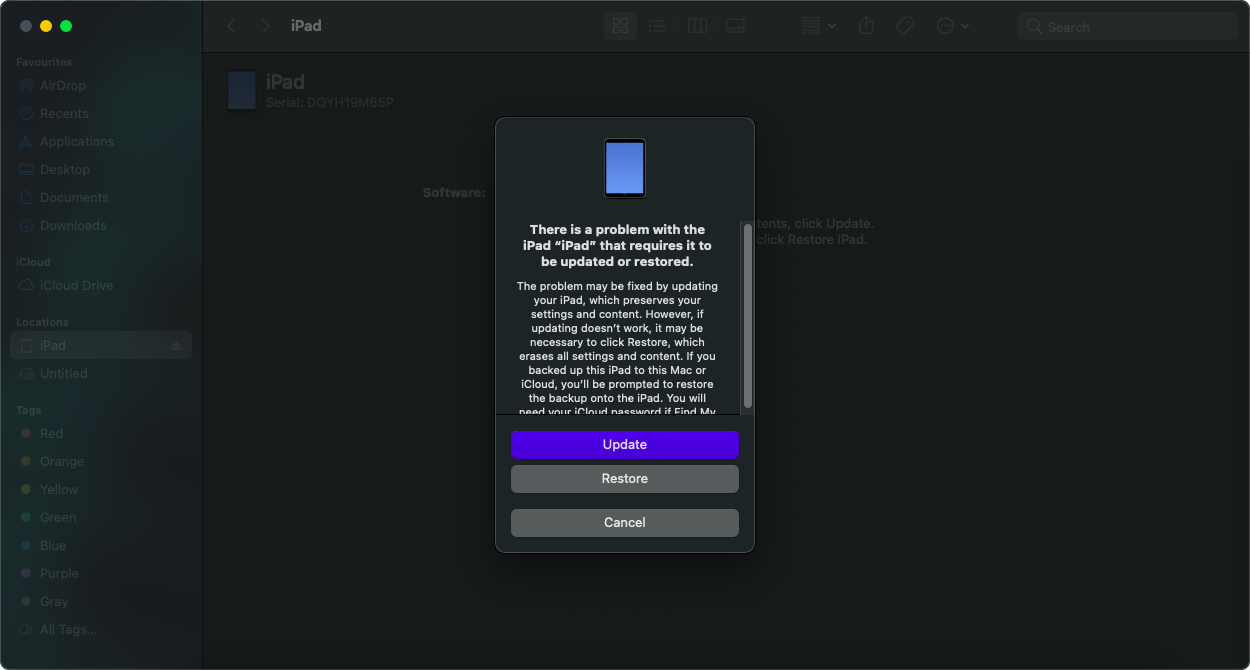 iPad
Search
Favourites
AirDrop
Recents
Applications
Desktop
Documents
Downloads
iCloud
iCloud Drive
Locations
iPad
Untitled
Tags
Red
Orange
Yellow
Green
Blue
Purple
Gray
All Tags...
iPad
Serial: DQYH19M65P
Software:
tents, click Update.
click Restore iPad.
There is a problem with the
iPad “iPad” that requires it to
be updated or restored.
The problem may be fixed by updating
your iPad, which preserves your
settings and content. However, if
updating doesn’t work, it may be
necessary to click Restore, which
erases all settings and content. If you
backed up this iPad to this Mac or
iCloud, you’ll be prompted to restore
the backup onto the iPad. You will
need your iCloud password if Find My
Update
Restore
Cancel